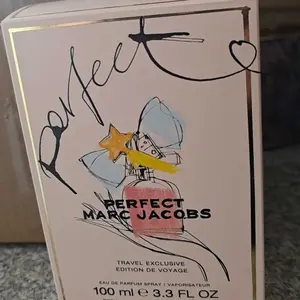 perfect
PERFECT
MARC JACOBS
TRAVEL EXCLUSIVE
EDITION DE VOYAGE
EAU DE PARFUM SPRAY / VAPORISATEUR
100 ml ℮ 3.3 FL OZ